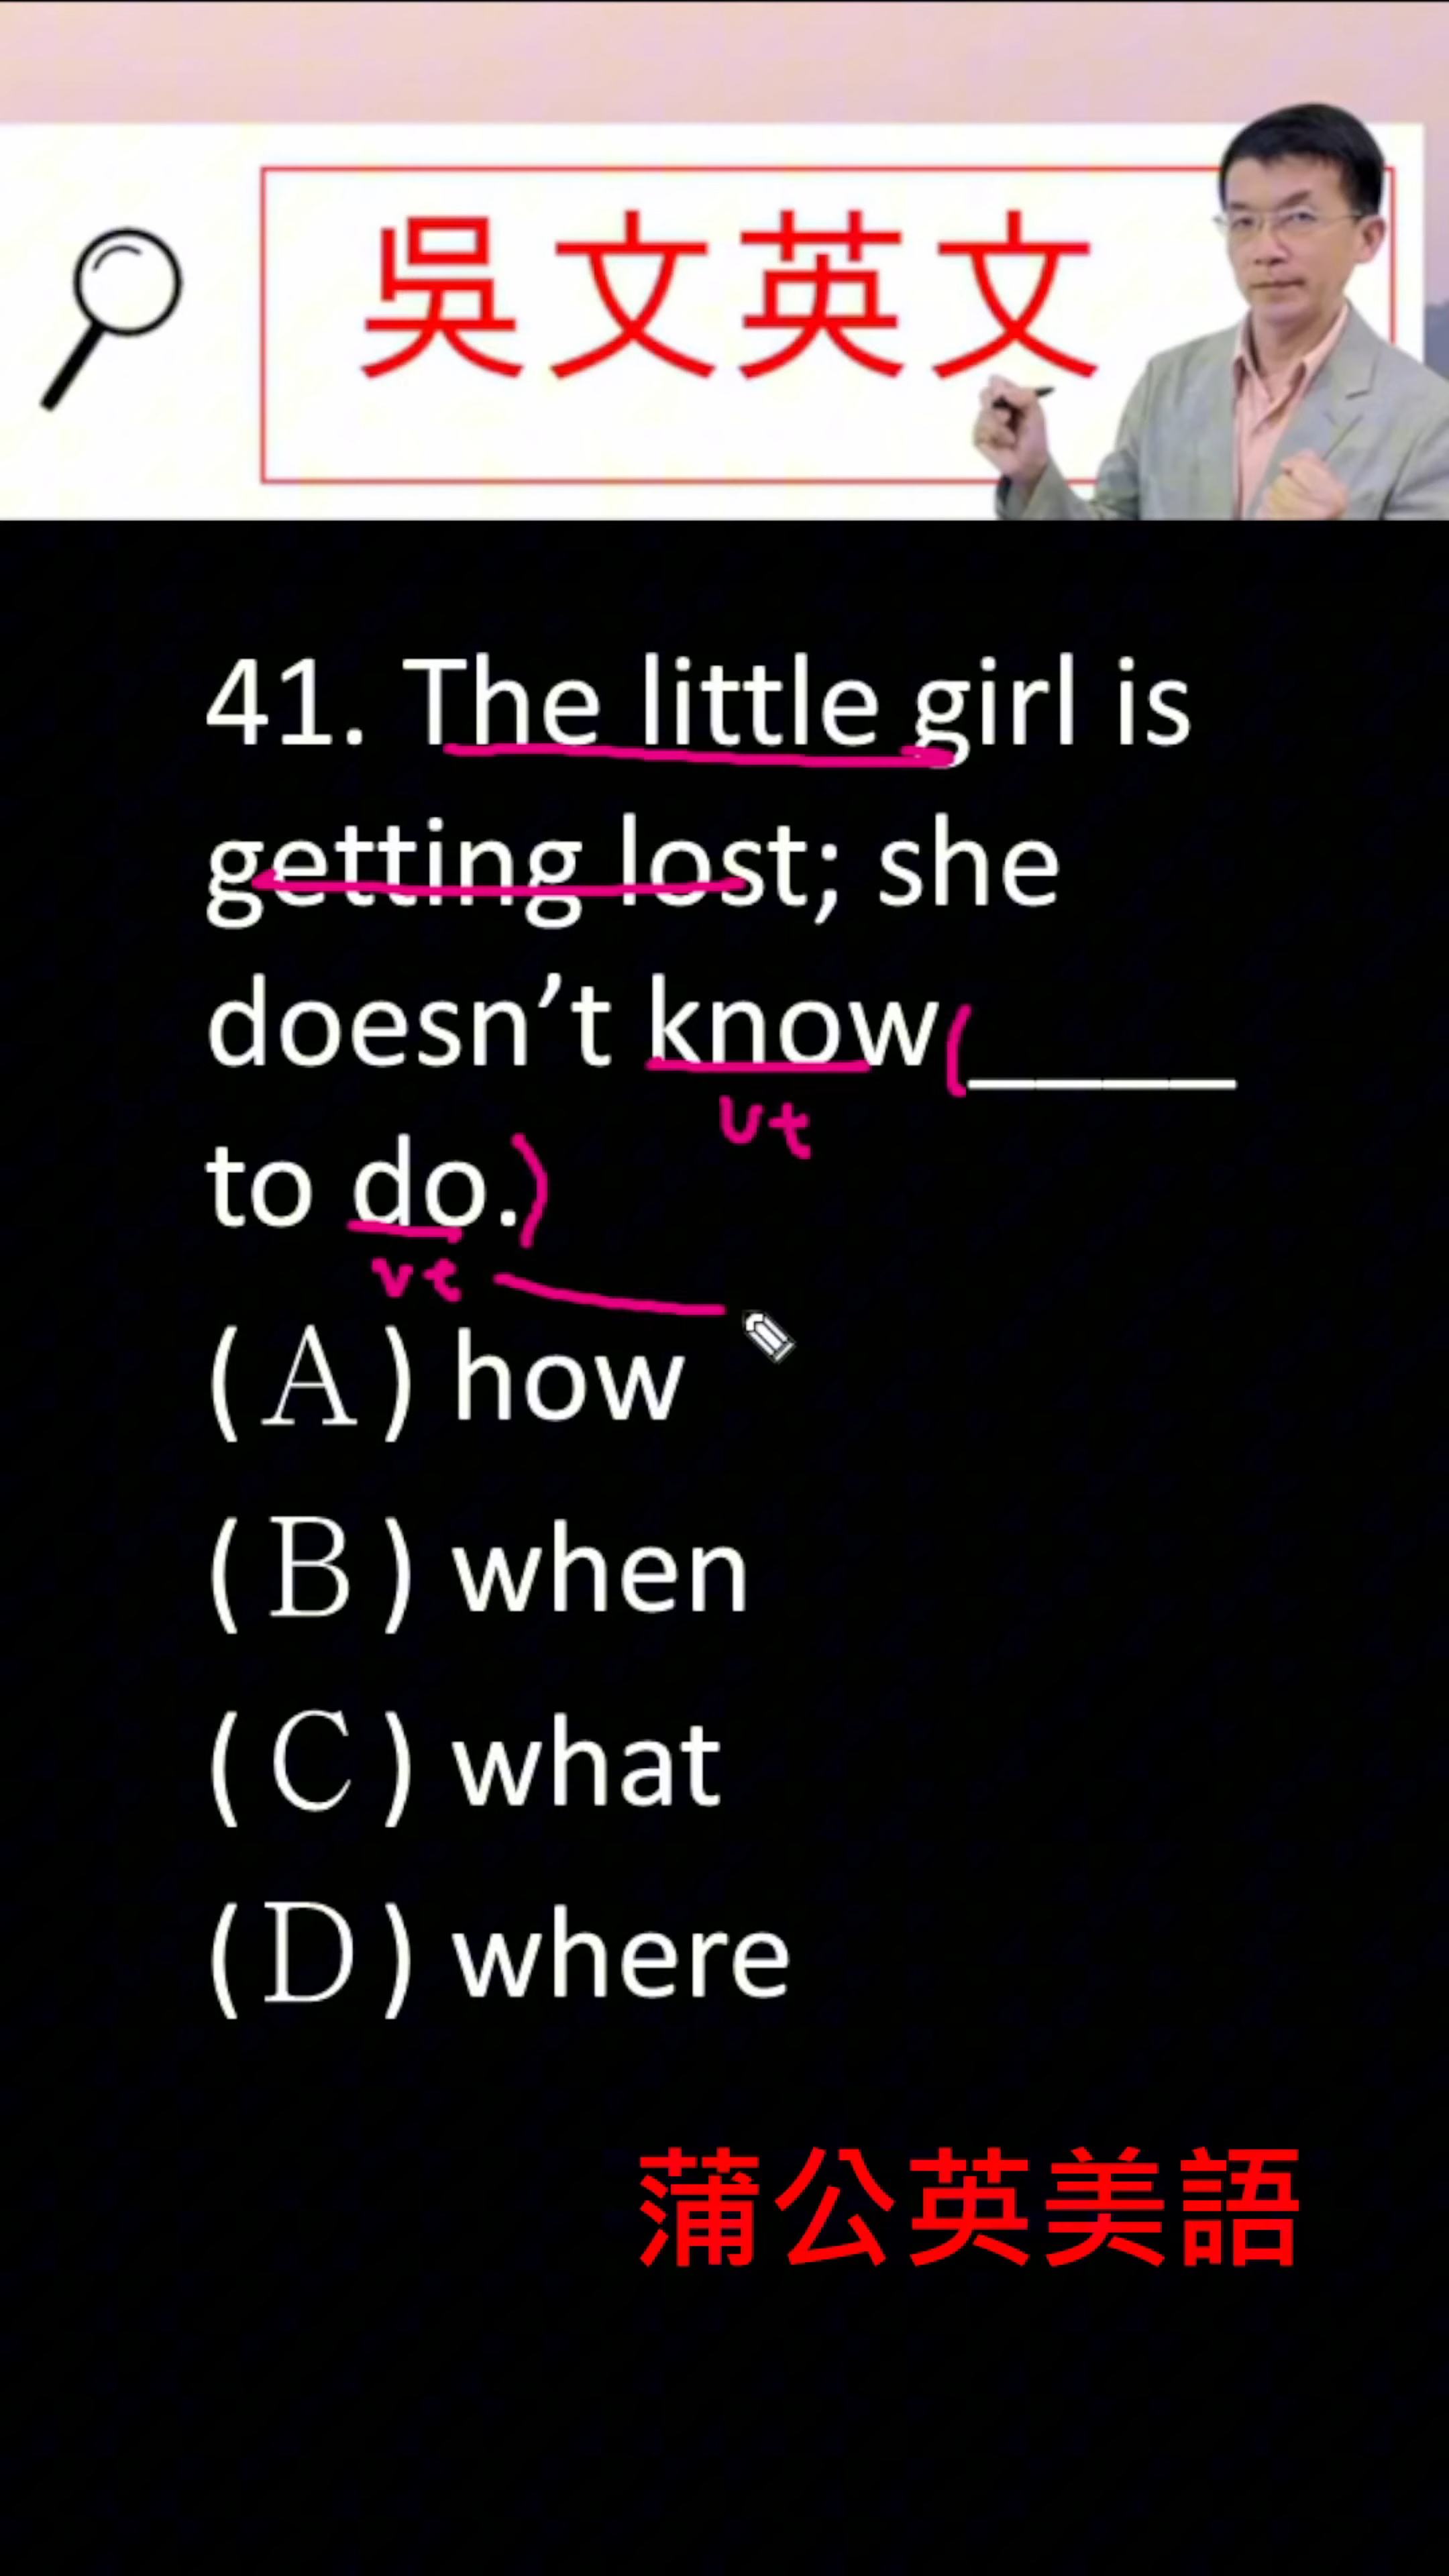 吳文英文
41. The little girl is
getting lost; she
doesn’t know(____
vt
to do.)
vt
(A) how
(B) when
(C) what
(D) where
蒲公英美語